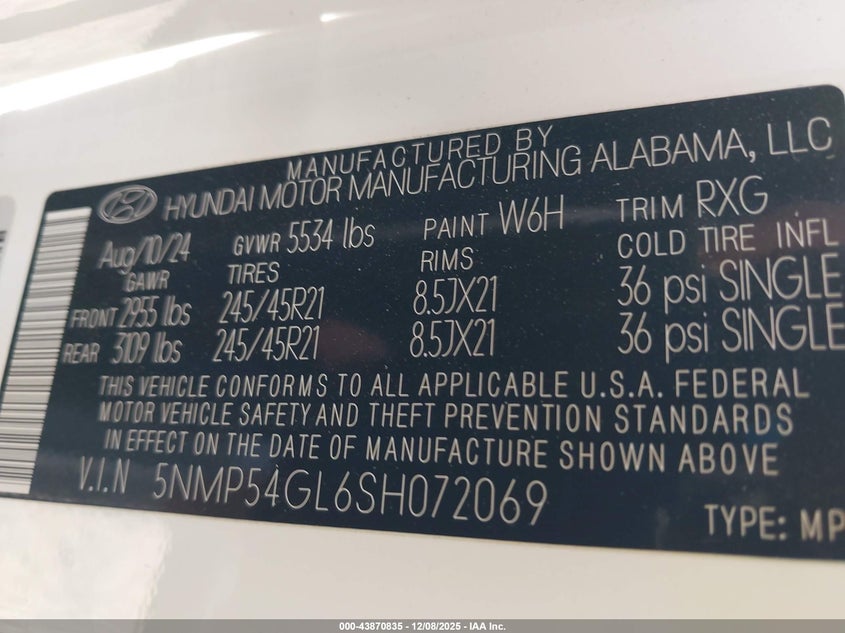 MANUFACTURED BY
HYUNDAI MOTOR MANUFACTURING ALABAMA, LLC
Aug/10/24 GVWR 5534 lbs PAINT W6H TRIM RXG
GAWR TIRES RIMS COLD TIRE INFL
FRONT 2955 lbs 245/45R21 8.5JX21 36 psi SINGLE
REAR 3109 lbs 245/45R21 8.5JX21 36 psi SINGLE
THIS VEHICLE CONFORMS TO ALL APPLICABLE U.S.A. FEDERAL
MOTOR VEHICLE SAFETY AND THEFT PREVENTION STANDARDS
IN EFFECT ON THE DATE OF MANUFACTURE SHOWN ABOVE
V.I.N 5NMP54GL6SH072069
TYPE: MP
000-43870835 - 12/08/2025 - IAA Inc.